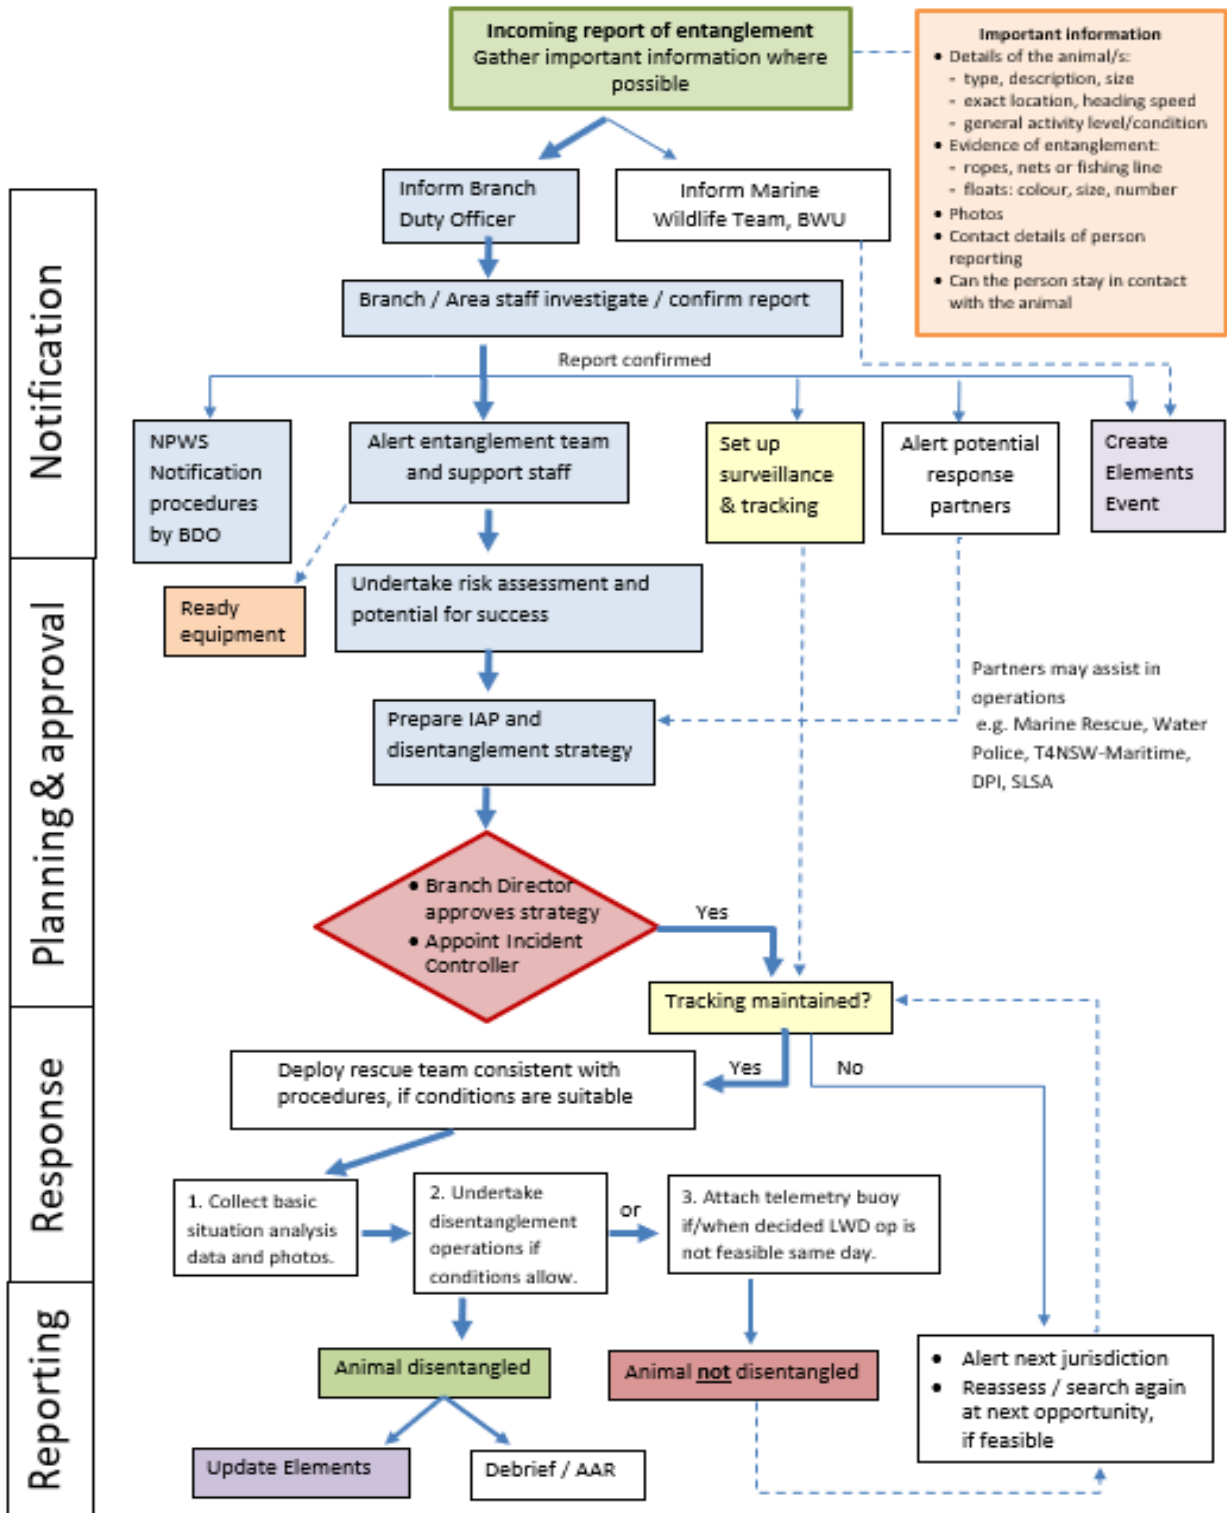 Incoming report of entanglement
Gather important information where
possible
Important information
• Details of the animal/s:
- type, description, size
- exact location, heading speed
- general activity level/condition
• Evidence of entanglement:
- ropes, nets or fishing line
- floats: colour, size, number
• Photos
• Contact details of person
reporting
• Can the person stay in contact
with the animal
Notification
Inform Branch
Duty Officer
Inform Marine
Wildlife Team, BWU
Branch / Area staff investigate / confirm report
Report confirmed
NPWS
Notification
procedures
by BDO
Alert entanglement team
and support staff
Set up
surveillance
& tracking
Alert potential
response
partners
Create
Elements
Event
Planning & approval
Ready
equipment
Undertake risk assessment and
potential for success
Partners may assist in
operations
e.g. Marine Rescue, Water
Police, T4NSW-Maritime,
DPI, SLSA
Prepare IAP and
disentanglement strategy
• Branch Director
approves strategy
• Appoint Incident
Controller
Yes
Tracking maintained?
Response
Deploy rescue team consistent with
procedures, if conditions are suitable
Yes
No
1. Collect basic
situation analysis
data and photos.
2. Undertake
disentanglement
operations if
conditions allow.
or
3. Attach telemetry buoy
if/when decided LWD op is
not feasible same day.
Reporting
Animal disentangled
Animal not disentangled
• Alert next jurisdiction
• Reassess / search again
at next opportunity,
if feasible
Update Elements
Debrief / AAR